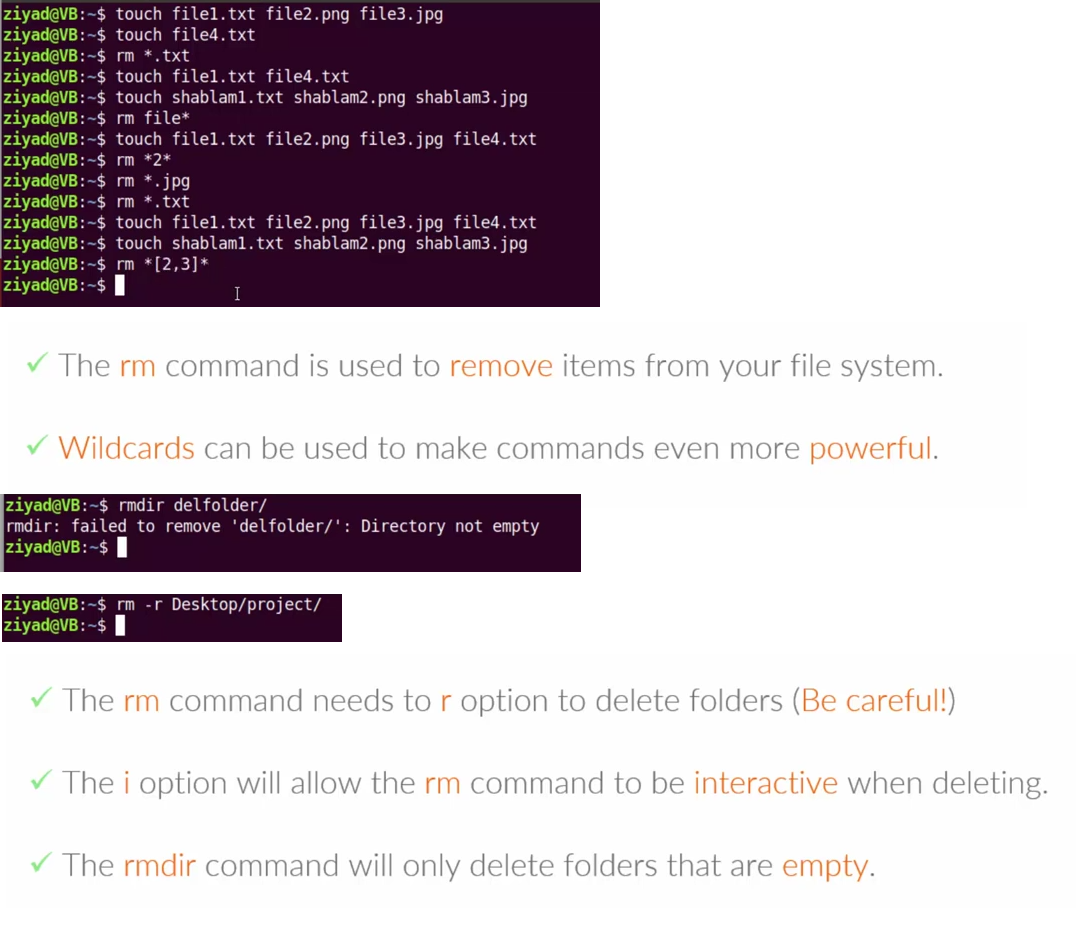 ziyad@VB:~$ touch file1.txt file2.png file3.jpg
ziyad@VB:~$ touch file4.txt
ziyad@VB:~$ rm *.txt
ziyad@VB:~$ touch file1.txt file4.txt
ziyad@VB:~$ touch shablam1.txt shablam2.png shablam3.jpg
ziyad@VB:~$ rm file*
ziyad@VB:~$ touch file1.txt file2.png file3.jpg file4.txt
ziyad@VB:~$ rm *2*
ziyad@VB:~$ rm *.jpg
ziyad@VB:~$ rm *.txt
ziyad@VB:~$ touch file1.txt file2.png file3.jpg file4.txt
ziyad@VB:~$ touch shablam1.txt shablam2.png shablam3.jpg
ziyad@VB:~$ rm *[2,3]*
ziyad@VB:~$
✓ The rm command is used to remove items from your file system.
✓ Wildcards can be used to make commands even more powerful.
ziyad@VB:~$ rmdir delfolder/
rmdir: failed to remove 'delfolder/': Directory not empty
ziyad@VB:~$
ziyad@VB:~$ rm -r Desktop/project/
ziyad@VB:~$
✓ The rm command needs to r option to delete folders (Be careful!)
✓ The i option will allow the rm command to be interactive when deleting.
✓ The rmdir command will only delete folders that are empty.